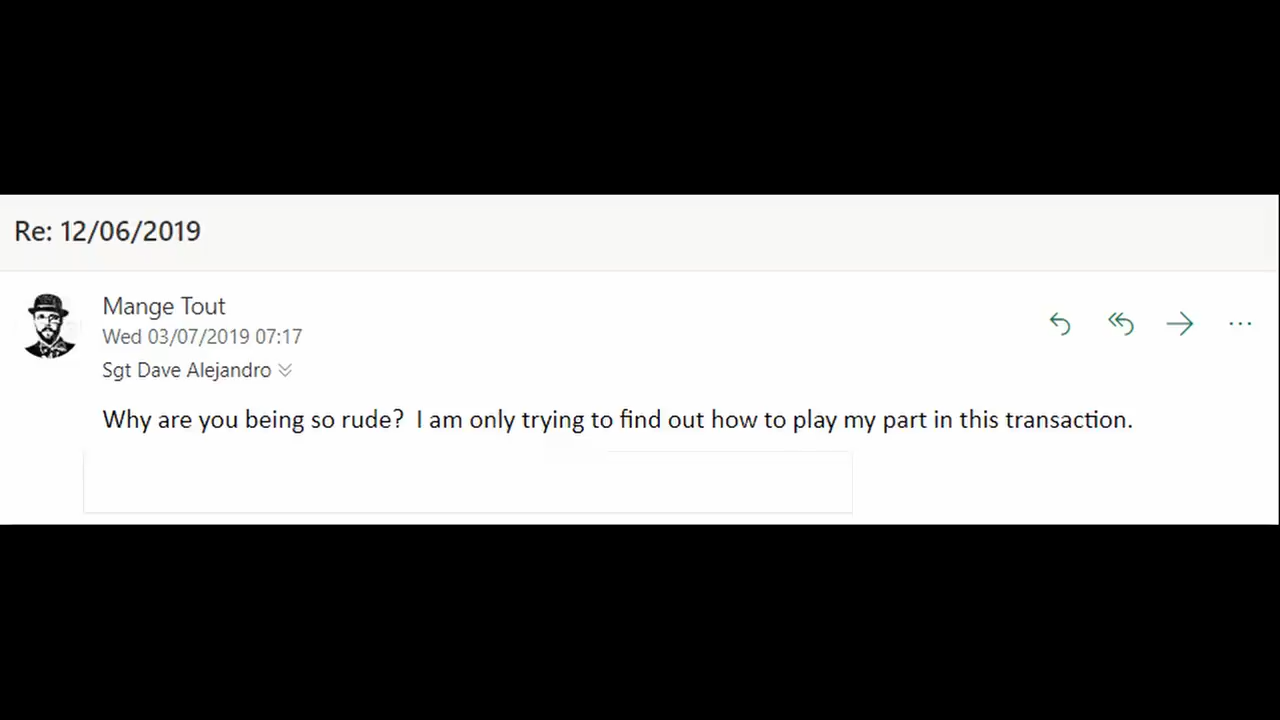 Re: 12/06/2019
Mange Tout
Wed 03/07/2019 07:17
Sgt Dave Alejandro
Why are you being so rude?  I am only trying to find out how to play my part in this transaction.